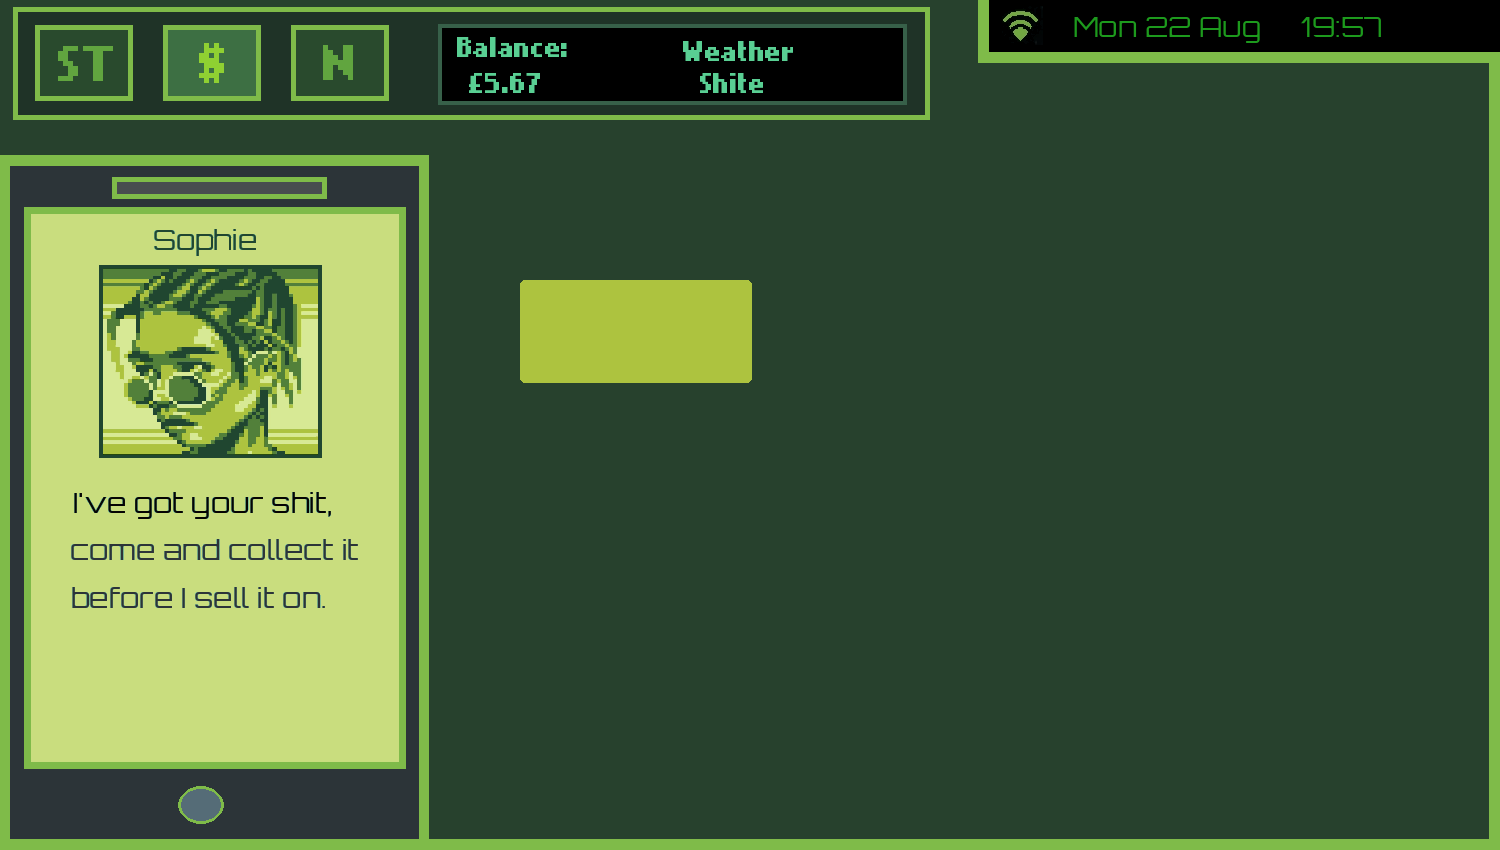 ST
$
N
Balance:
£5.67
Weather
Shite
Mon 22 Aug 19:57
Sophie
I've got your shit,
come and collect it
before I sell it on.